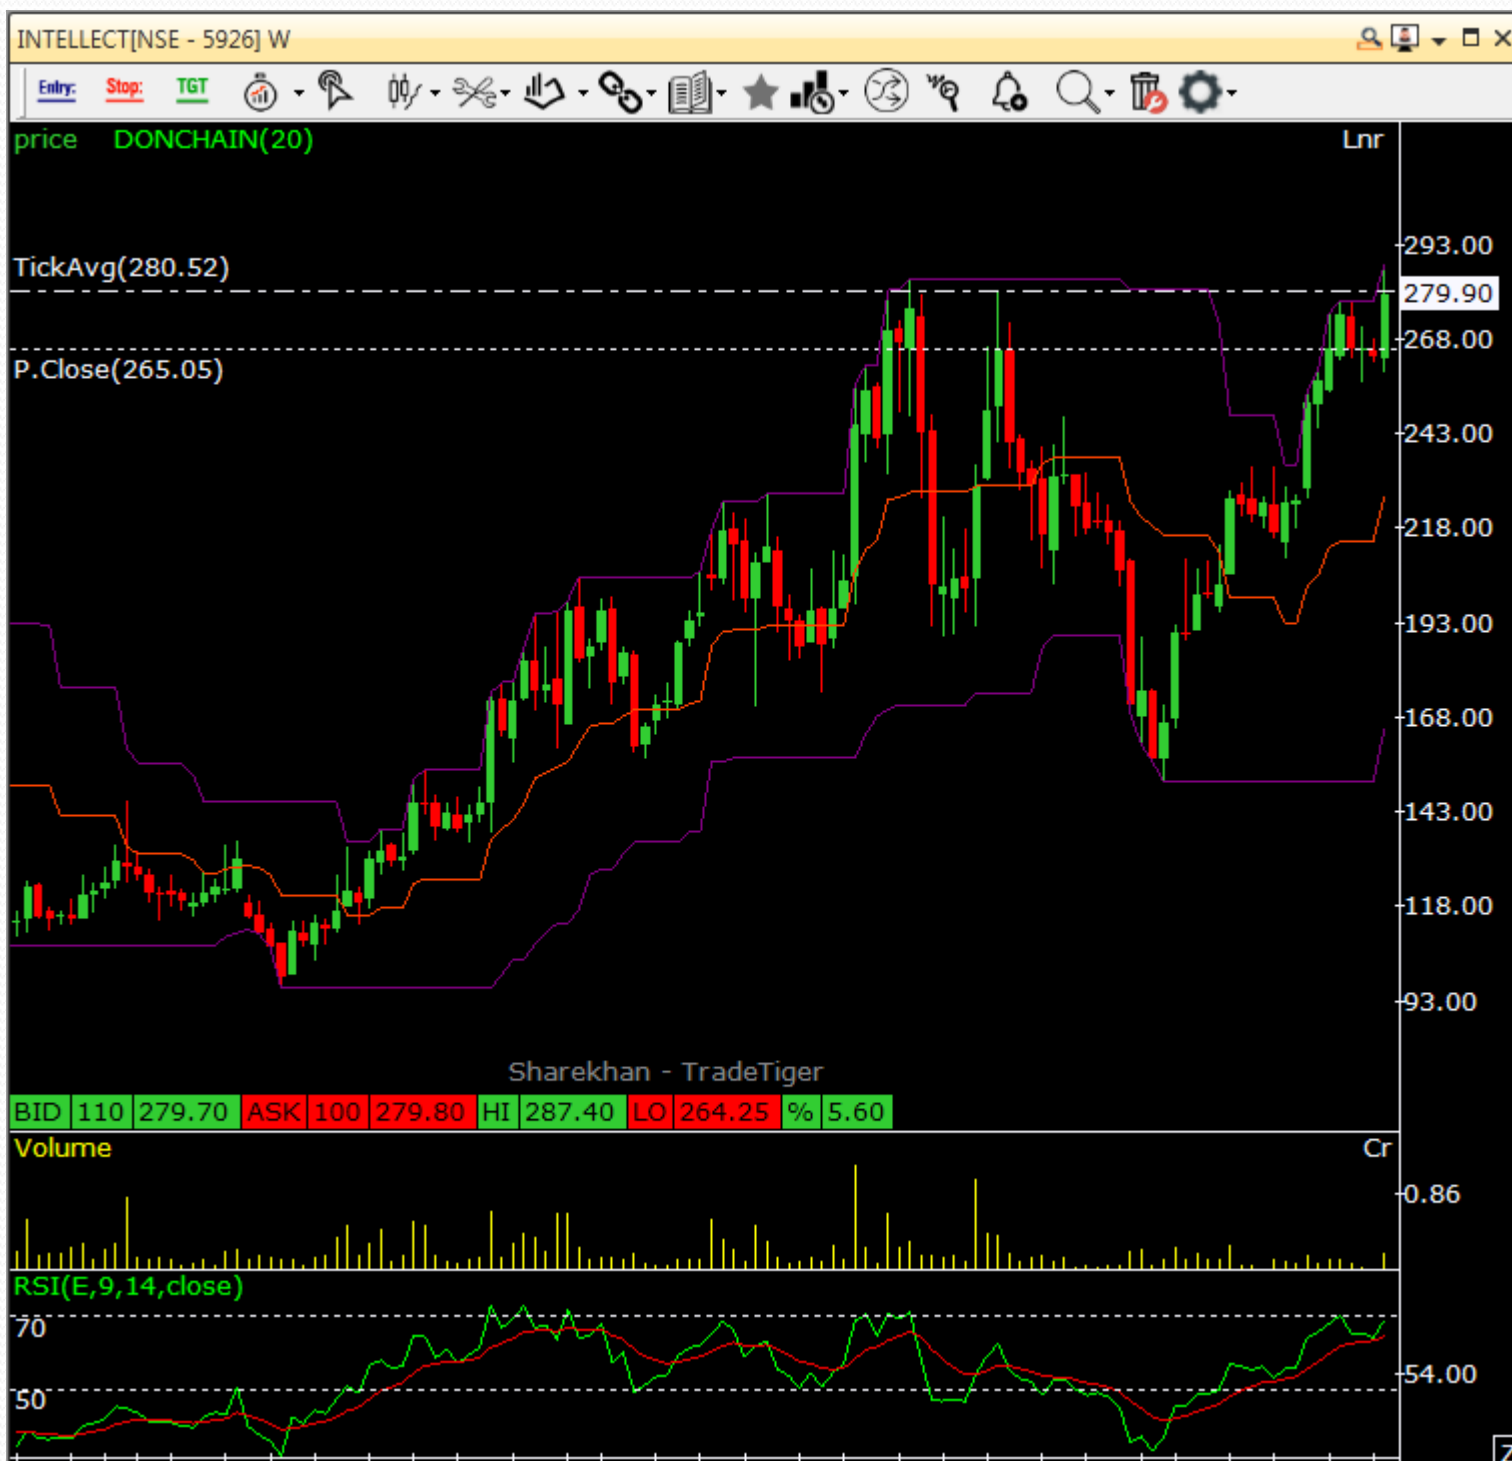 INTELLECT[NSE - 5926] W
Entry: Stop: TGT
price DONCHAIN(20) Lnr
293.00
TickAvg(280.52)
279.90
268.00
P.Close(265.05)
243.00
218.00
193.00
168.00
143.00
118.00
93.00
Sharekhan - TradeTiger
BID 110 279.70 ASK 100 279.80 HI 287.40 LO 264.25 % 5.60
Volume Cr
0.86
RSI(E,9,14,close)
70
54.00
50